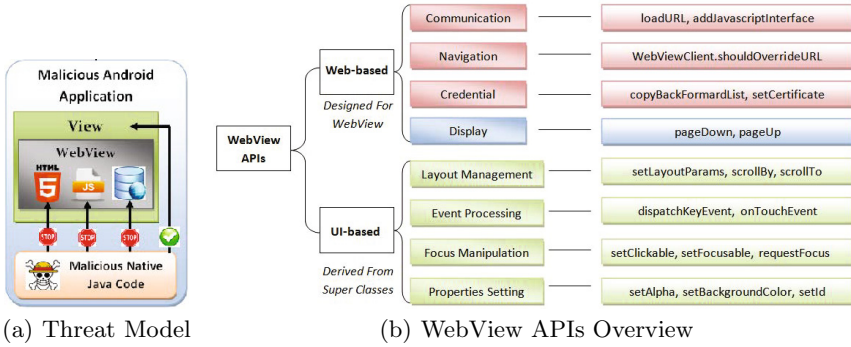 Malicious Android
Application
View
WebView
HTML
5
JS
STOP
STOP
STOP
Malicious Native
Java Code
(a) Threat Model
WebView
APIs
Web-based
Designed For
WebView
Communication
loadURL, addJavascriptInterface
Navigation
WebViewClient.shouldOverrideURL
Credential
copyBackFormardList, setCertificate
Display
pageDown, pageUp
UI-based
Derived From
Super Classes
Layout Management
setLayoutParams, scrollBy, scrollTo
Event Processing
dispatchKeyEvent, onTouchEvent
Focus Manipulation
setClickable, setFocusable, requestFocus
Properties Setting
setAlpha, setBackgroundColor, setId
(b) WebView APIs Overview